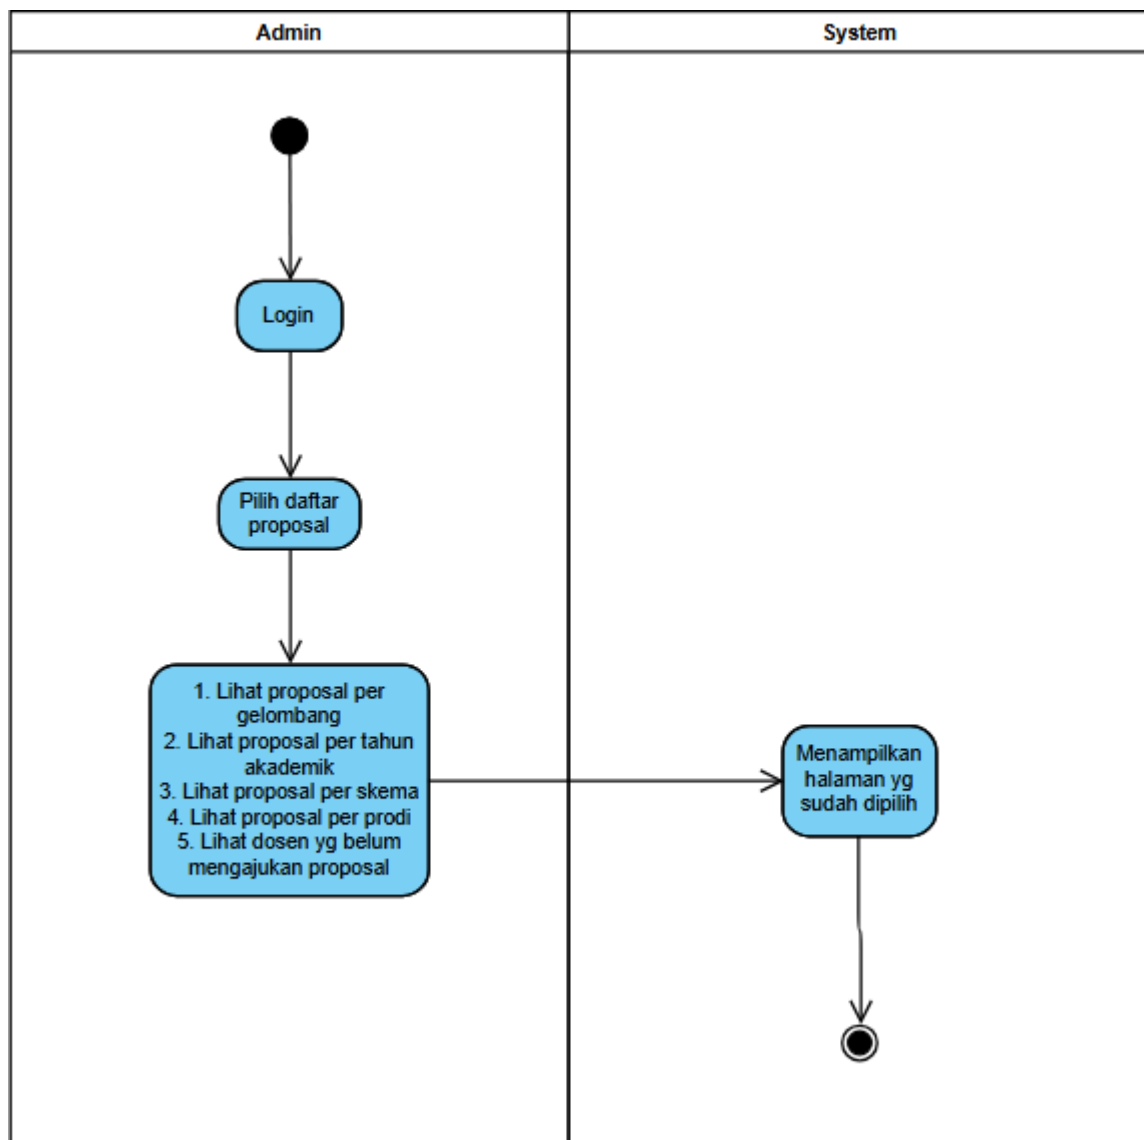 Admin
System
Login
Pilih daftar
proposal
1. Lihat proposal per
gelombang
2. Lihat proposal per tahun
akademik
3. Lihat proposal per skema
4. Lihat proposal per prodi
5. Lihat dosen yg belum
mengajukan proposal
Menampilkan
halaman yg
sudah dipilih